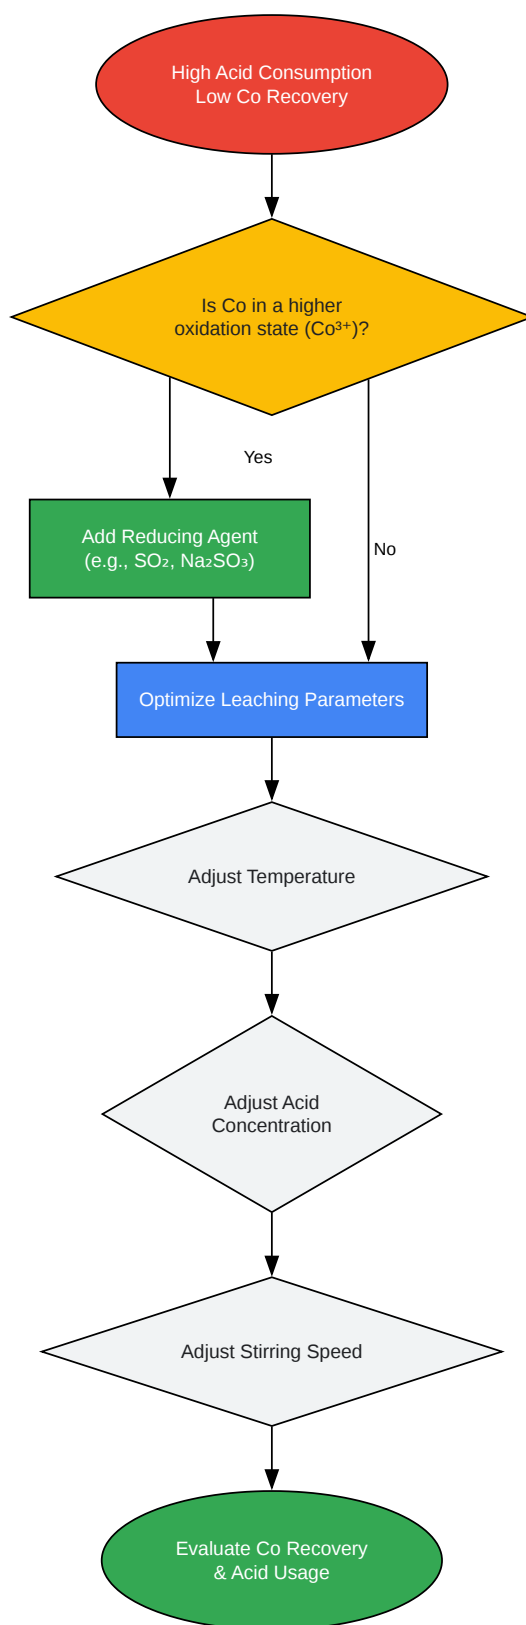 High Acid Consumption
Low Co Recovery
Is Co in a higher
oxidation state (Co³⁺)?
Yes
Add Reducing Agent
(e.g., SO₂, Na₂SO₃)
No
Optimize Leaching Parameters
Adjust Temperature
Adjust Acid
Concentration
Adjust Stirring Speed
Evaluate Co Recovery
& Acid Usage